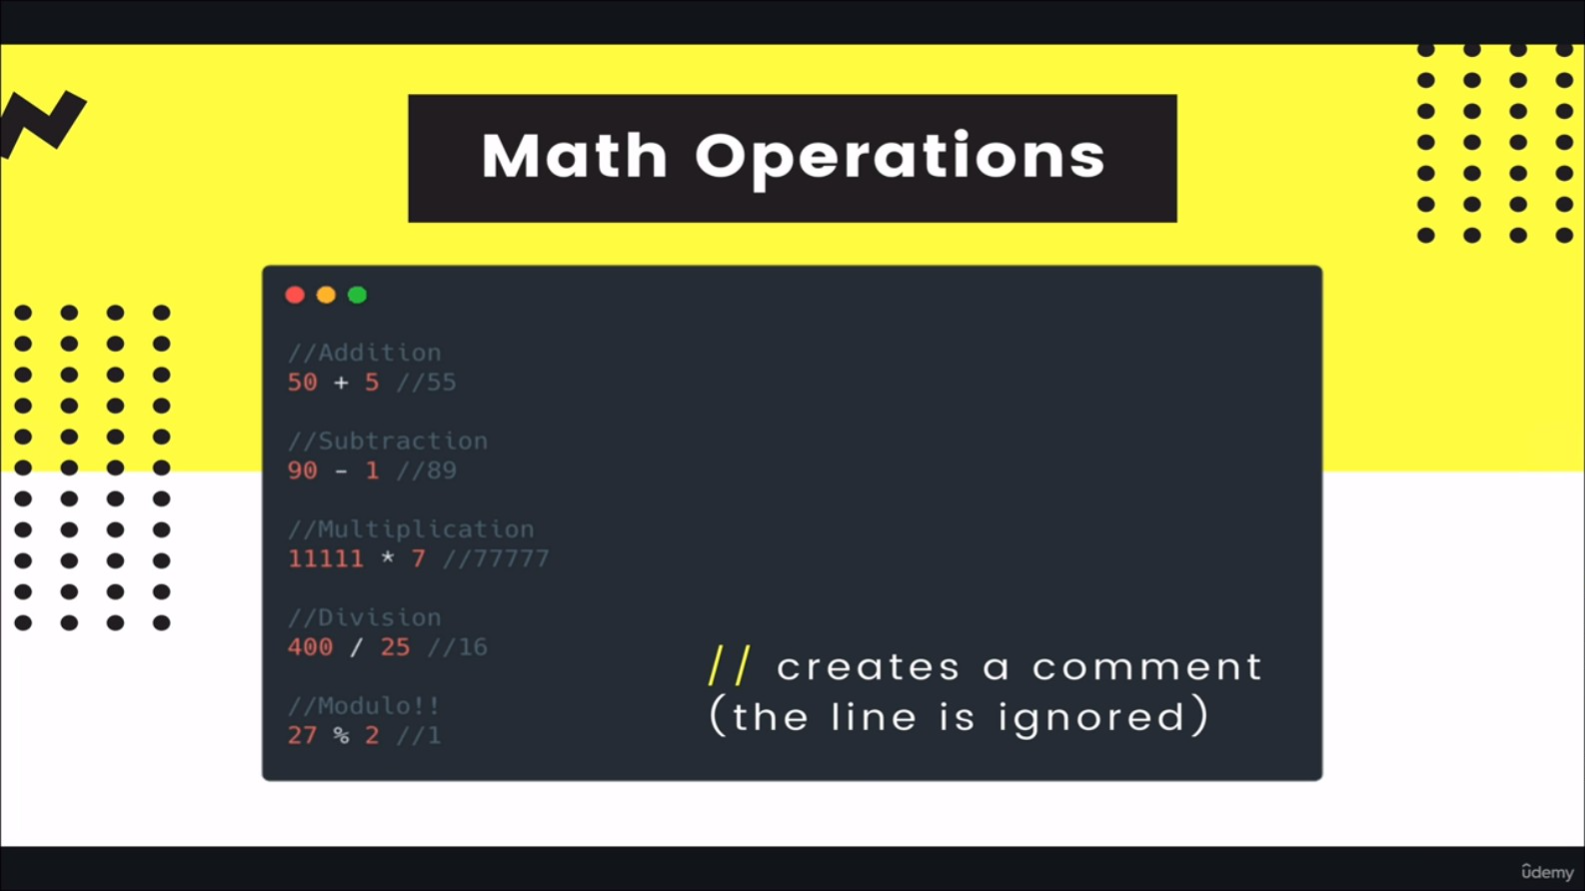 Math Operations
//Addition
50 + 5 //55
//Subtraction
90 - 1 //89
//Multiplication
11111 * 7 //77777
//Division
400 / 25 //16
//Modulo!!
27 % 2 //1
// creates a comment
(the line is ignored)
ûdemy